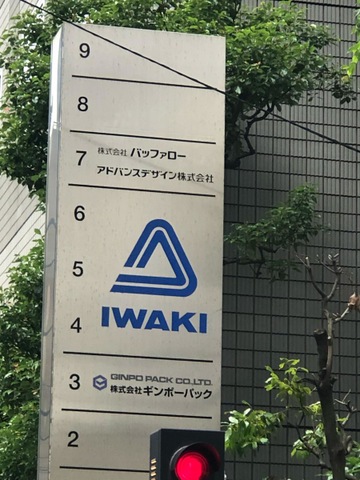 9
8
7 株式会社 バッファロー
アドバンスデザイン株式会社
6
5
4 IWAKI
3 GINPO PACK CO.,LTD.
株式会社 ギンポーパック
2